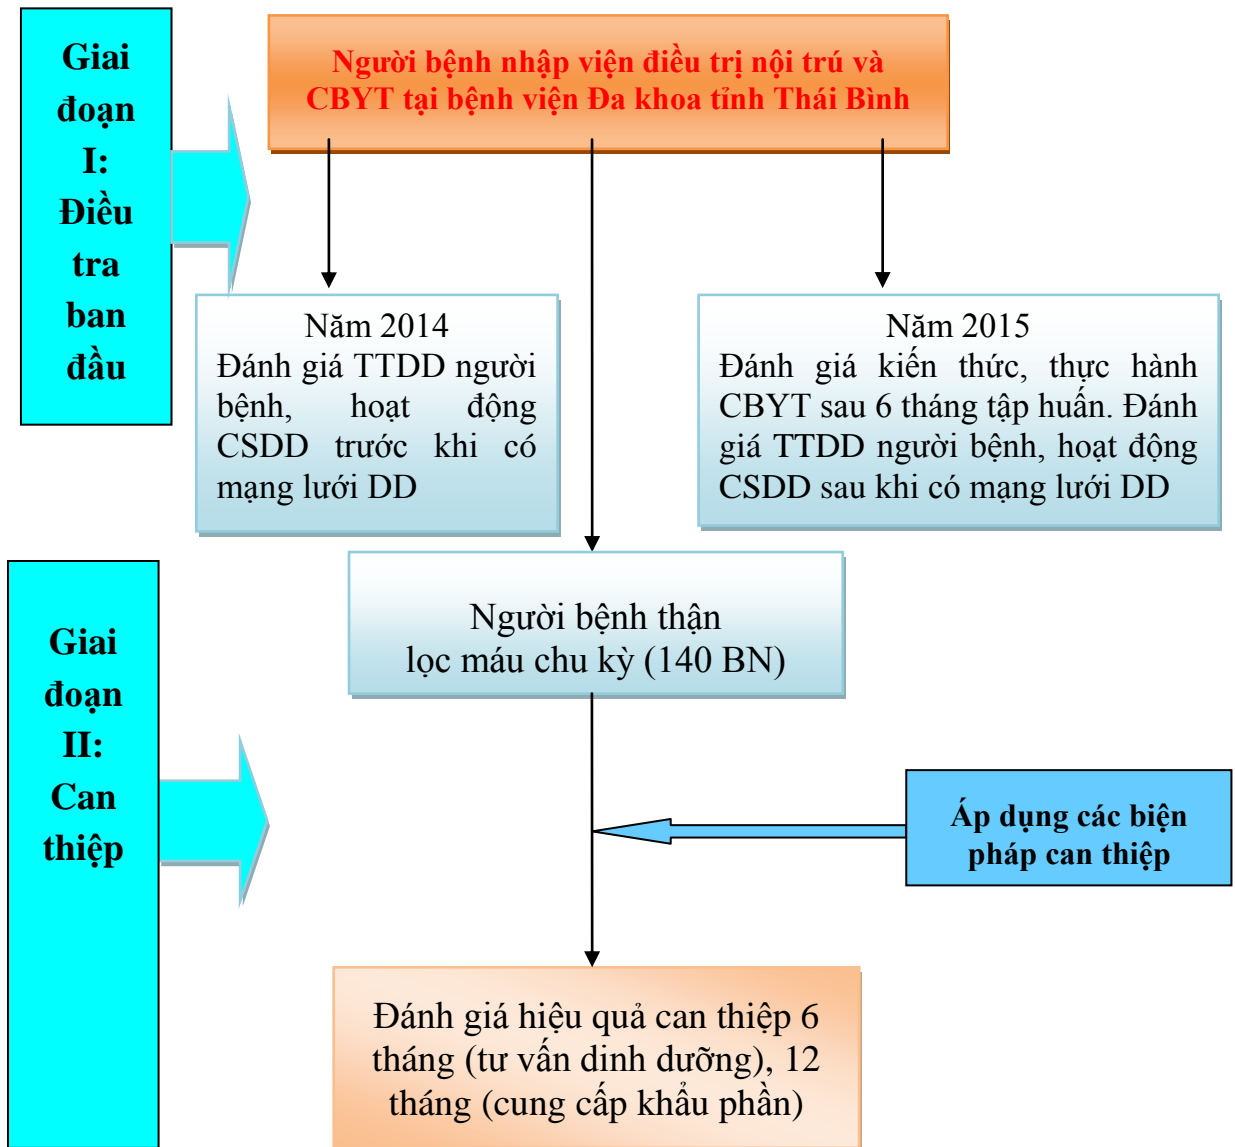 Giai
đoạn
I:
Điều
tra
ban
đầu
Người bệnh nhập viện điều trị nội trú và
CBYT tại bệnh viện Đa khoa tỉnh Thái Bình
Năm 2014
Đánh giá TTDD người
bệnh, hoạt động
CSDD trước khi có
mạng lưới DD
Năm 2015
Đánh giá kiến thức, thực hành
CBYT sau 6 tháng tập huấn. Đánh
giá TTDD người bệnh, hoạt động
CSDD sau khi có mạng lưới DD
Giai
đoạn
II:
Can
thiệp
Người bệnh thận
lọc máu chu kỳ (140 BN)
Áp dụng các biện
pháp can thiệp
Đánh giá hiệu quả can thiệp 6
tháng (tư vấn dinh dưỡng), 12
tháng (cung cấp khẩu phần)